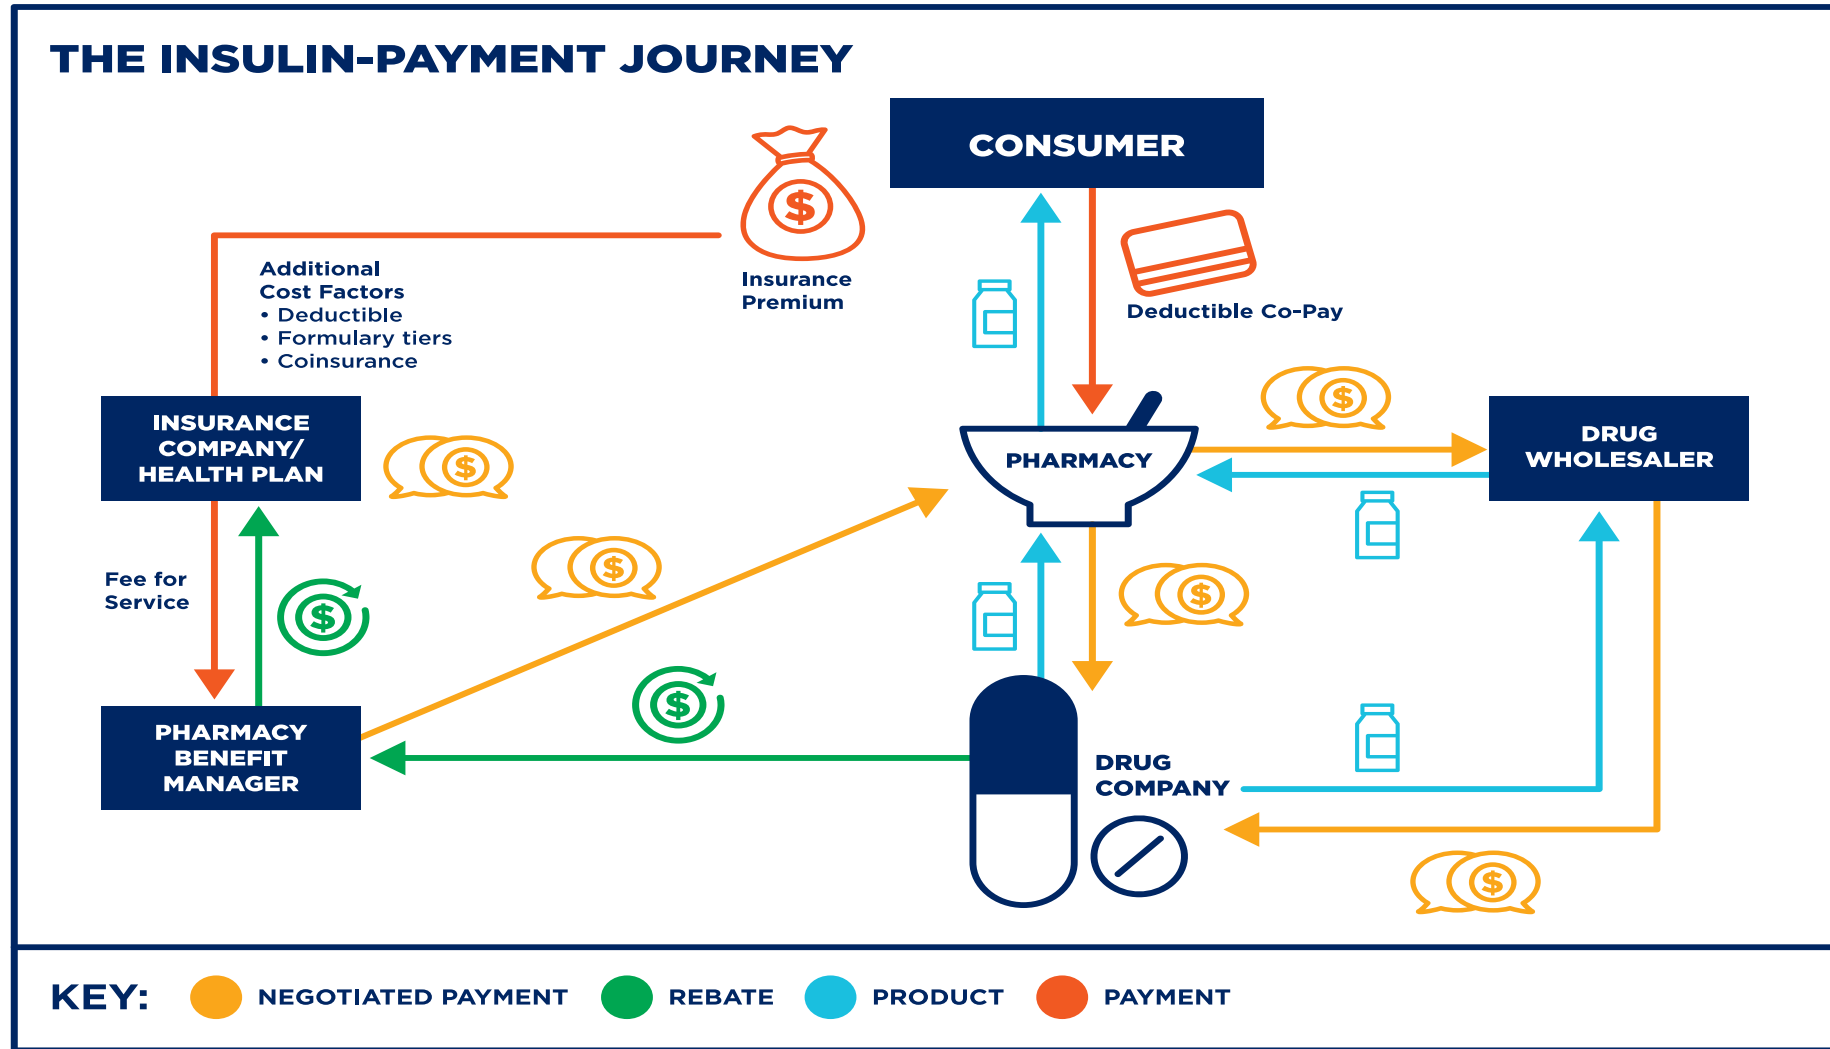 THE INSULIN-PAYMENT JOURNEY
CONSUMER
$
Insurance
Premium
Additional
Cost Factors
• Deductible
• Formulary tiers
• Coinsurance
Deductible Co-Pay
INSURANCE
COMPANY/
HEALTH PLAN
$
$
PHARMACY
$
DRUG
WHOLESALER
Fee for
Service
$
$
$
PHARMACY
BENEFIT
MANAGER
$
DRUG
COMPANY
$
KEY:
NEGOTIATED PAYMENT
REBATE
PRODUCT
PAYMENT